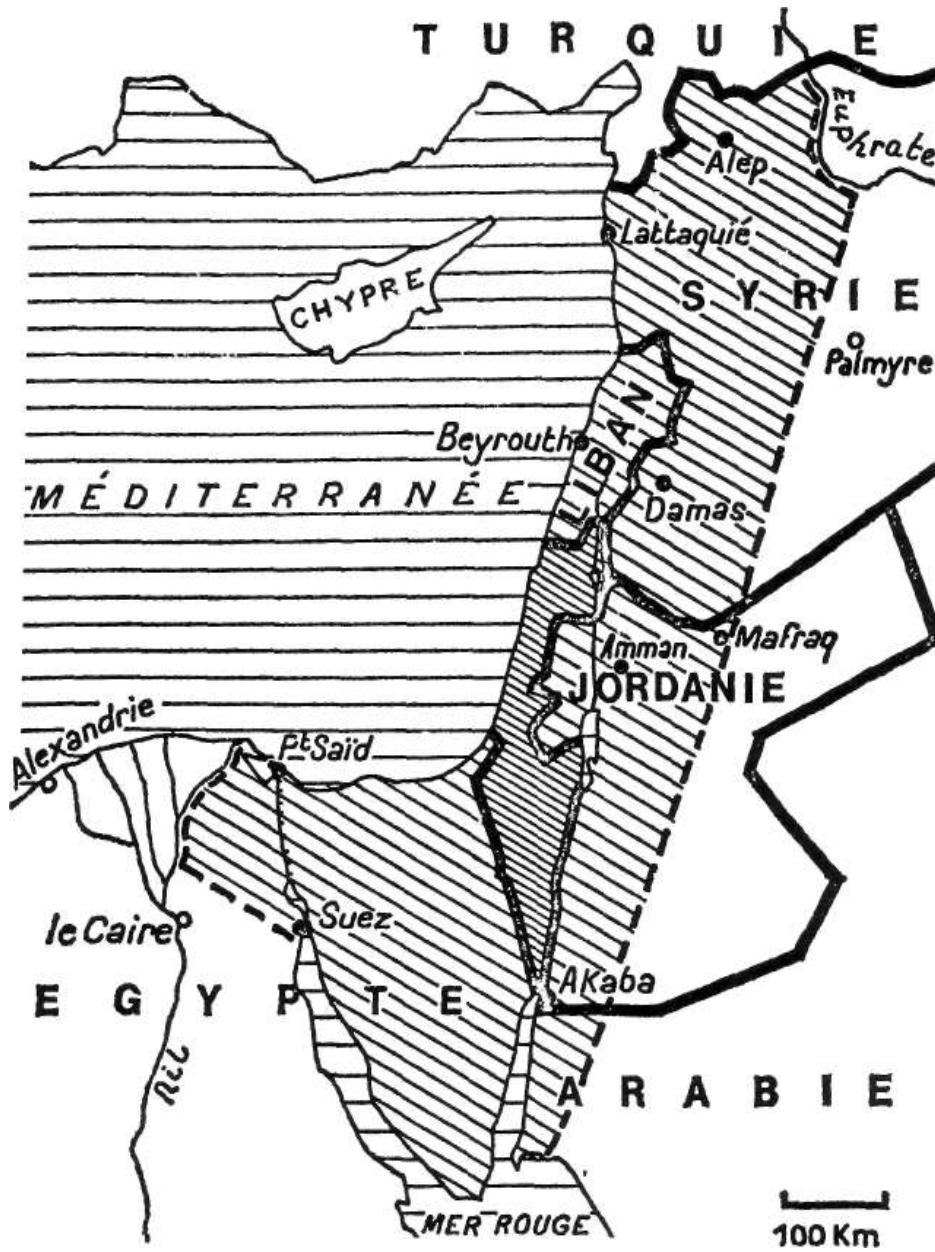 TURQUIE
Euphrate
Alep
Lattaquié
CHYPRE
SYRIE
Palmyre
Beyrouth
LIBAN
MÉDITERRANÉE
Damas
Mafraq
Amman
JORDANIE
Alexandrie
Pt Saïd
le Caire
Suez
AKaba
EGYPTE
Nil
ARABIE
MER ROUGE
100 Km